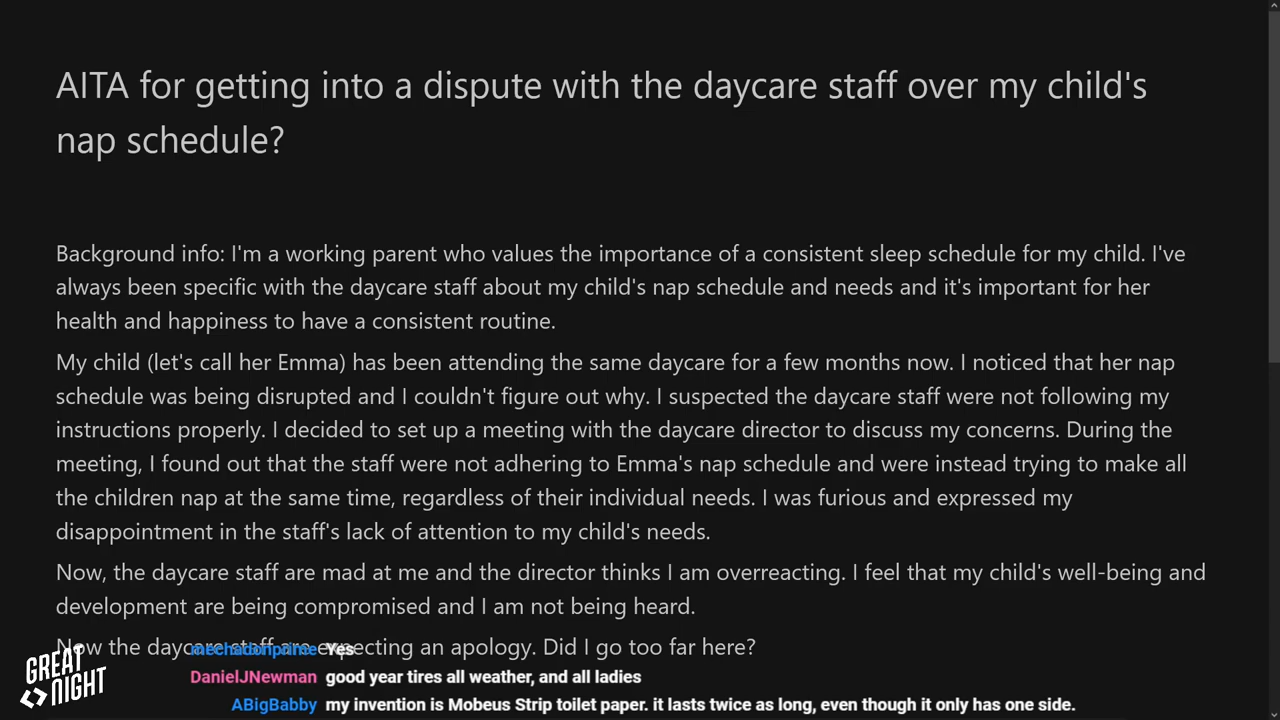 AITA for getting into a dispute with the daycare staff over my child's
nap schedule?
Background info: I'm a working parent who values the importance of a consistent sleep schedule for my child. I've
always been specific with the daycare staff about my child's nap schedule and needs and it's important for her
health and happiness to have a consistent routine.
My child (let's call her Emma) has been attending the same daycare for a few months now. I noticed that her nap
schedule was being disrupted and I couldn't figure out why. I suspected the daycare staff were not following my
instructions properly. I decided to set up a meeting with the daycare director to discuss my concerns. During the
meeting, I found out that the staff were not adhering to Emma's nap schedule and were instead trying to make all
the children nap at the same time, regardless of their individual needs. I was furious and expressed my
disappointment in the staff's lack of attention to my child's needs.
Now, the daycare staff are mad at me and the director thinks I am overreacting. I feel that my child's well-being and
development are being compromised and I am not being heard.
Now the daycare staff are expecting an apology. Did I go too far here?
mechadonprime Yes
DanielJNewman good year tires all weather, and all ladies
ABigBabby my invention is Mobeus Strip toilet paper. it lasts twice as long, even though it only has one side.
GREAT
NIGHT